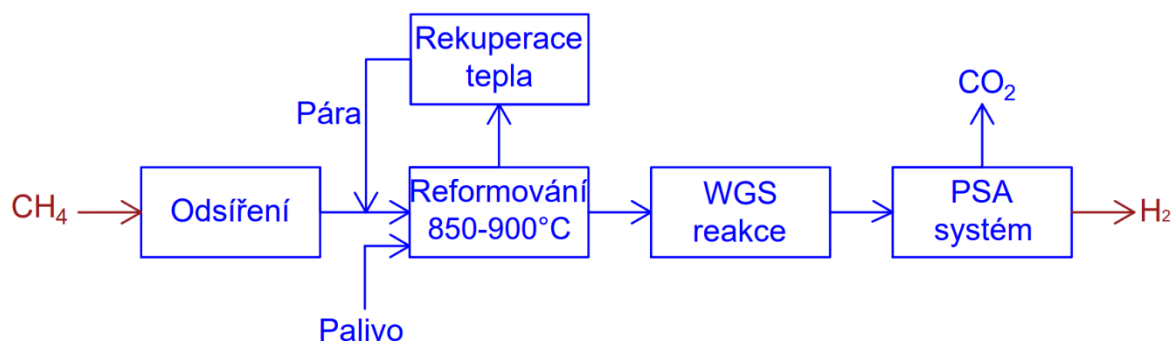 Rekuperace
tepla
Pára
CO₂
CH₄
Odsíření
Reformování
850-900°C
WGS
reakce
PSA
systém
H₂
Palivo